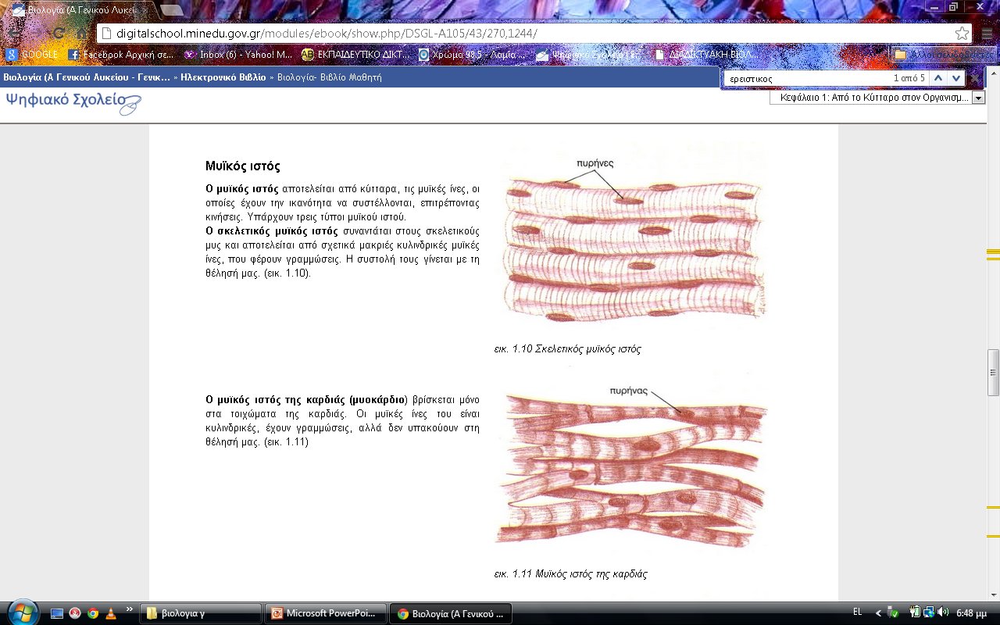 Βιολογία (Α Γενικού Λυκεί
digitalschool.minedu.gov.gr/modules/ebook/show.php/DSGL-A105/43/270,1244/
GOOGLE Facebook Αρχική σε... Inbox (6) - Yahoo! M... ΕΚΠΑΙΔΕΥΤΙΚΟ ΔΙΚΤ... Χρώμα 98.5 - Λαμία ... Ψηφιακό Σχολείο | ΔΙΑΔΙΚΤΥΑΚΗ ΒΙΟΛ... Άλλοι σελιδοδείκτες
Βιολογία (Α Γενικού Λυκείου - Γενικ... » Ηλεκτρονικό Βιβλίο » Βιολογία- Βιβλίο Μαθητή
ερειστικος 1 από 5
Ψηφιακό Σχολείο
Κεφάλαιο 1: Από το Κύτταρο στον Οργανισμ...
Μυϊκός ιστός
Ο μυϊκός ιστός αποτελείται από κύτταρα, τις μυϊκές ίνες, οι
οποίες έχουν την ικανότητα να συστέλλονται, επιτρέποντας
κινήσεις. Υπάρχουν τρεις τύποι μυϊκού ιστού.
Ο σκελετικός μυϊκός ιστός συναντάται στους σκελετικούς
μυς και αποτελείται από σχετικά μακριές κυλινδρικές μυϊκές
ίνες, που φέρουν γραμμώσεις. Η συστολή τους γίνεται με τη
θέλησή μας. (εικ. 1.10).
πυρήνες
εικ. 1.10 Σκελετικός μυϊκός ιστός
Ο μυϊκός ιστός της καρδιάς (μυοκάρδιο) βρίσκεται μόνο
στα τοιχώματα της καρδιάς. Οι μυϊκές ίνες του είναι
κυλινδρικές, έχουν γραμμώσεις, αλλά δεν υπακούουν στη
θέλησή μας. (εικ. 1.11)
πυρήνας
εικ. 1.11 Μυϊκός ιστός της καρδιάς
βιολογια γ Microsoft PowerPoi... Βιολογία (Α Γενικού ... EL 6:48 μμ